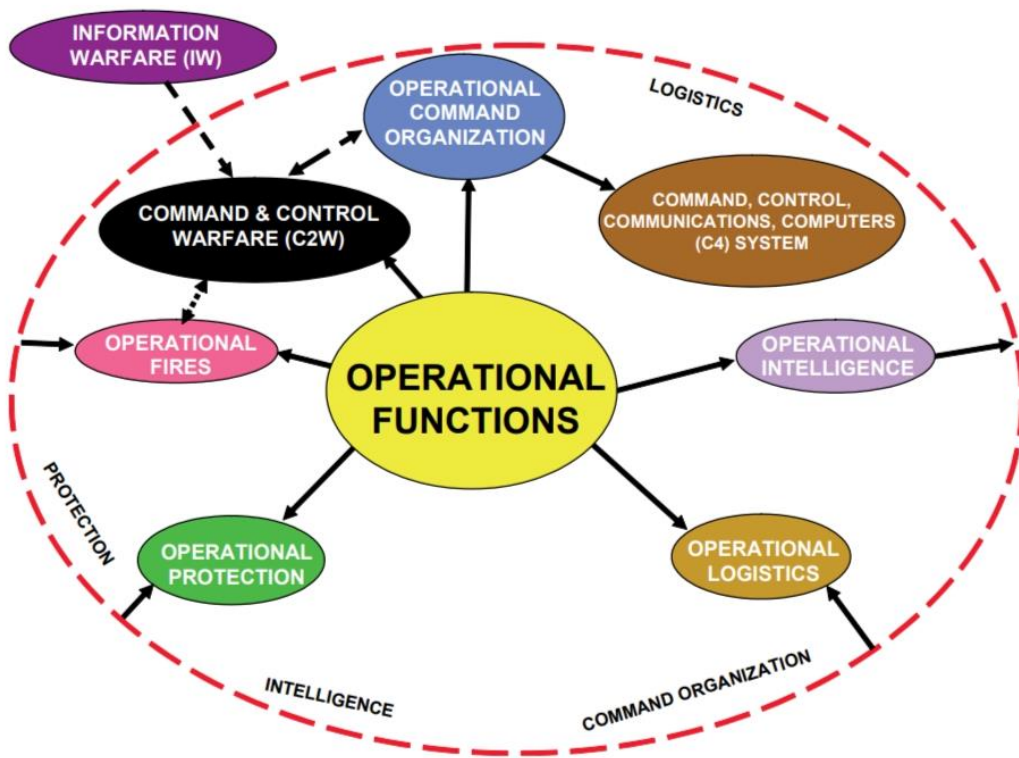 INFORMATION
WARFARE (IW)
OPERATIONAL
COMMAND
ORGANIZATION
LOGISTICS
COMMAND & CONTROL
WARFARE (C2W)
COMMAND, CONTROL,
COMMUNICATIONS, COMPUTERS
(C4) SYSTEM
OPERATIONAL
FIRES
OPERATIONAL
FUNCTIONS
OPERATIONAL
INTELLIGENCE
PROTECTION
OPERATIONAL
PROTECTION
OPERATIONAL
LOGISTICS
INTELLIGENCE
COMMAND ORGANIZATION